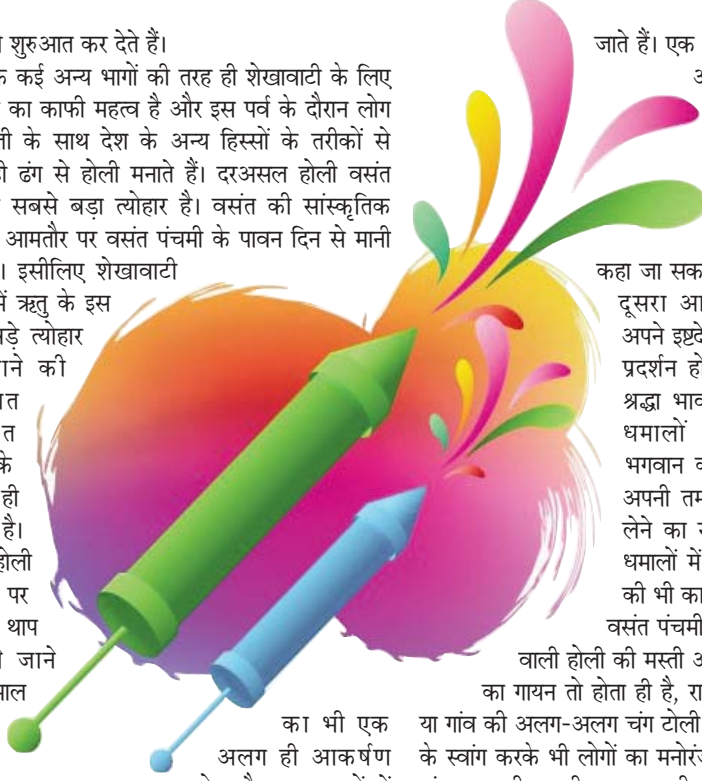 शुरुआत कर देते हैं।
कई अन्य भागों की तरह ही शेखावाटी के लिए
का काफी महत्व है और इस पर्व के दौरान लोग
के साथ देश के अन्य हिस्सों के तरीकों से
ढंग से होली मनाते हैं। दरअसल होली वसंत
सबसे बड़ा त्योहार है। वसंत की सांस्कृतिक
आमतौर पर वसंत पंचमी के पावन दिन से मानी
। इसीलिए शेखावाटी
में ऋतु के इस
त्योहार
की
के
ही
है।
होली
पर
थाप
जाने
का भी एक
अलग ही आकर्षण
जाते हैं। एक
कहा जा सक
दूसरा आ
अपने इष्टदे
प्रदर्शन हो
श्रद्धा भाव
धमालों
भगवान
अपनी तम
लेने का
धमालों में
की भी का
वसंत पंचमी
वाली होली की मस्ती
का गायन तो होता ही है, रा
या गांव की अलग-अलग चंग टोली
के स्वांग करके भी लोगों का मनोरंज